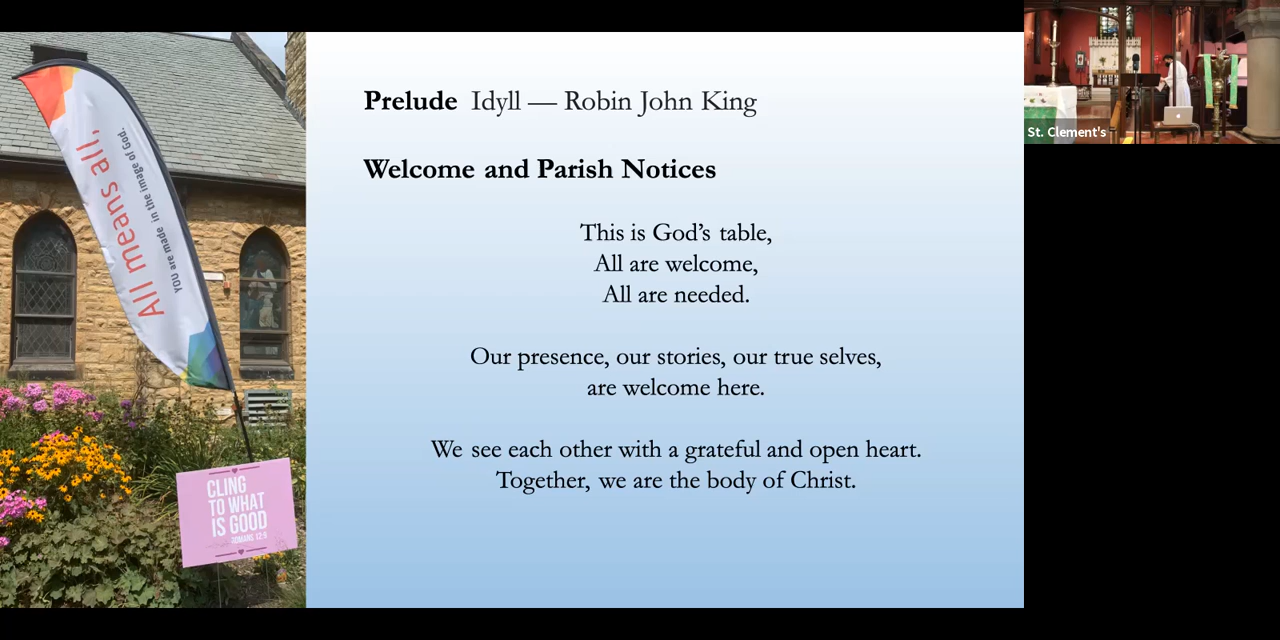 All means all.
you are made in the image of God.
CLING
TO WHAT
IS GOOD
Prelude Idyll — Robin John King
Welcome and Parish Notices
This is God’s table,
All are welcome,
All are needed.
Our presence, our stories, our true selves,
are welcome here.
We see each other with a grateful and open heart.
Together, we are the body of Christ.
St. Clement's